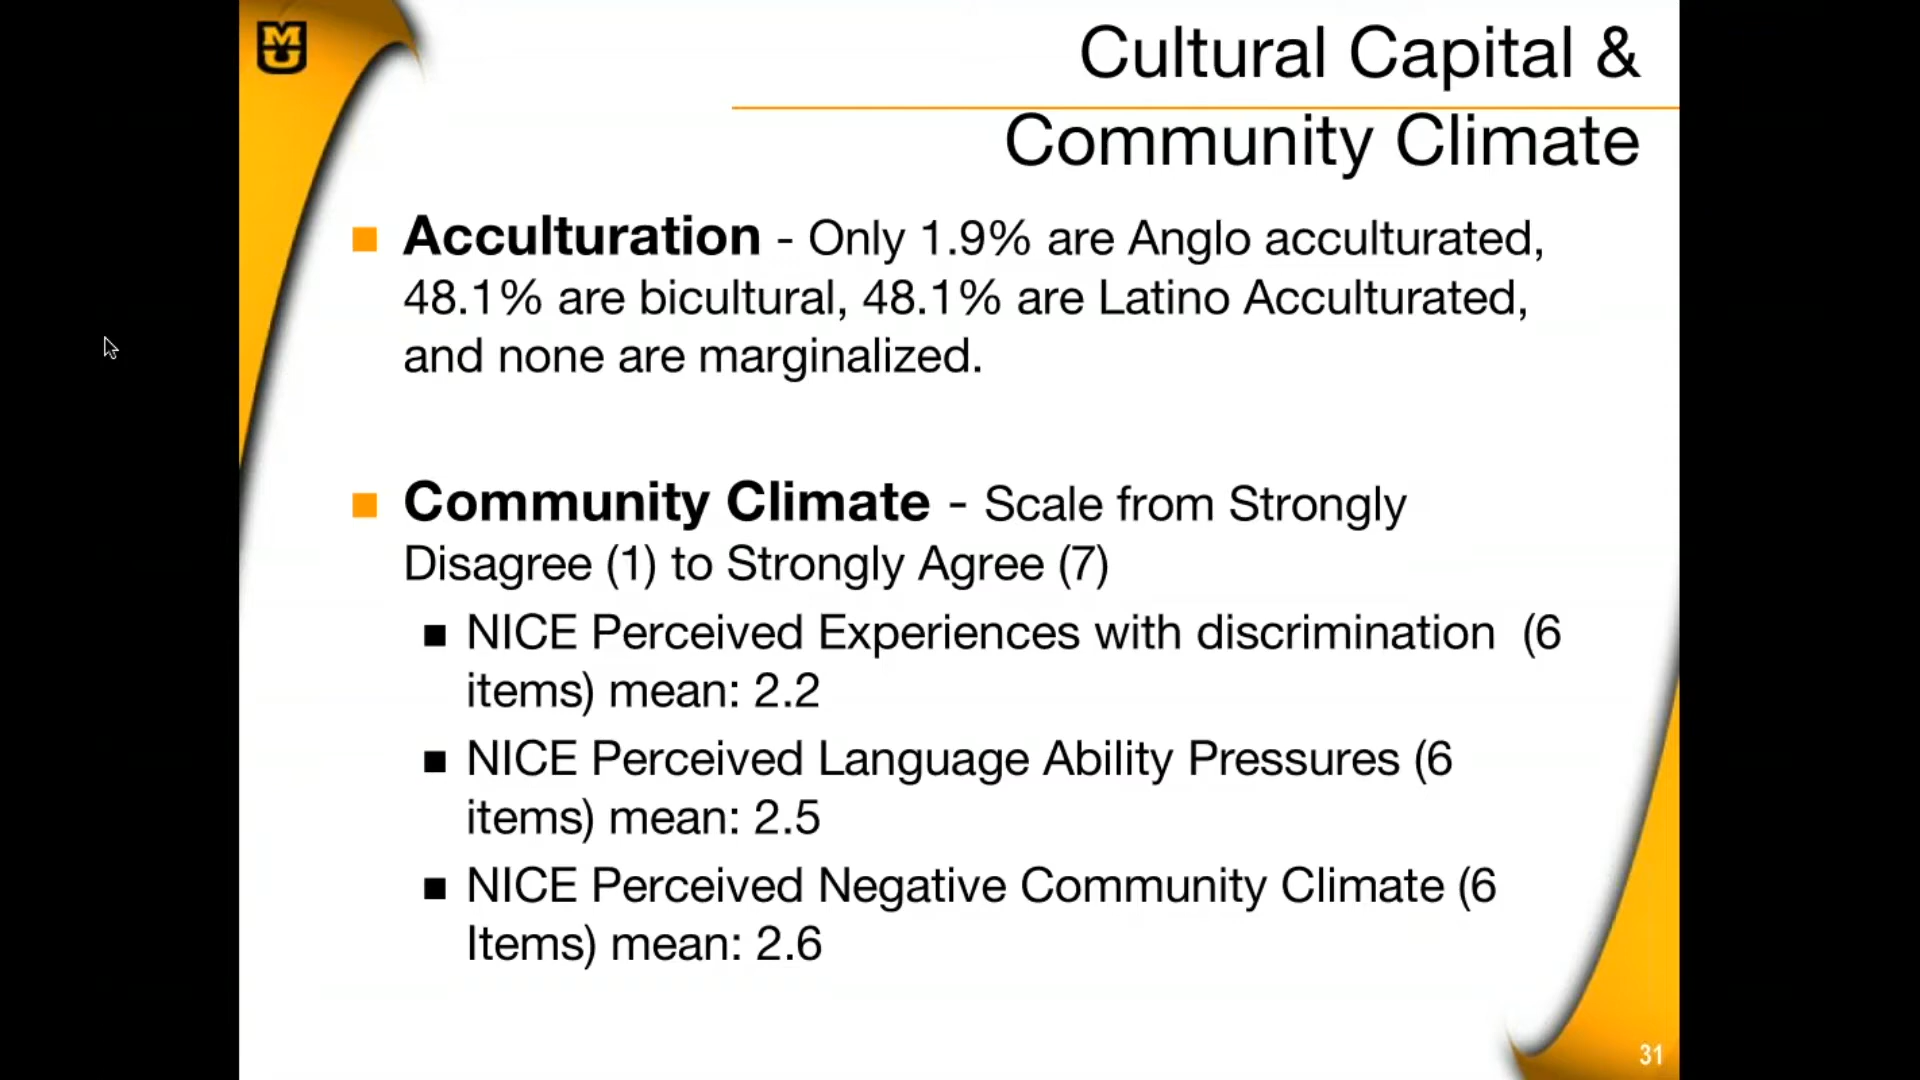 MU
Cultural Capital &
Community Climate
Acculturation - Only 1.9% are Anglo acculturated,
48.1% are bicultural, 48.1% are Latino Acculturated,
and none are marginalized.
Community Climate - Scale from Strongly
Disagree (1) to Strongly Agree (7)
NICE Perceived Experiences with discrimination (6
items) mean: 2.2
NICE Perceived Language Ability Pressures (6
items) mean: 2.5
NICE Perceived Negative Community Climate (6
Items) mean: 2.6
31